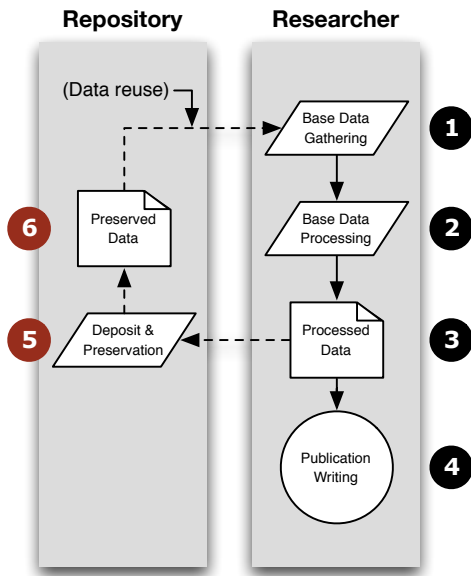 Repository
Researcher
(Data reuse)
Base Data
Gathering
1
Base Data
Processing
2
Preserved
Data
6
Processed
Data
3
Deposit &
Preservation
5
Publication
Writing
4